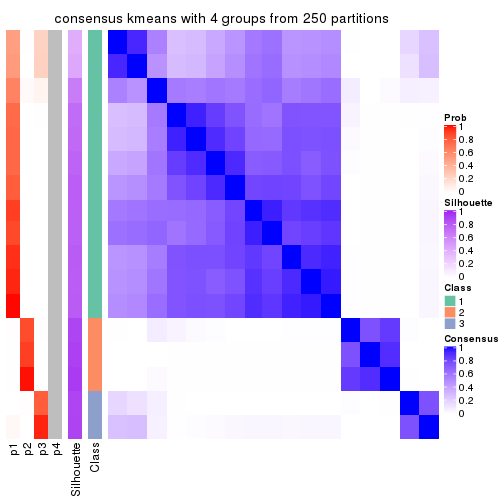 consensus kmeans with 4 groups from 250 partitions
Prob
1
0.8
0.6
0.4
0.2
0
Silhouette
1
0.8
0.6
0.4
0.2
0
Class
1
2
3
Consensus
1
0.8
0.6
0.4
0.2
0
p1
p2
p3
p4
Silhouette
Class